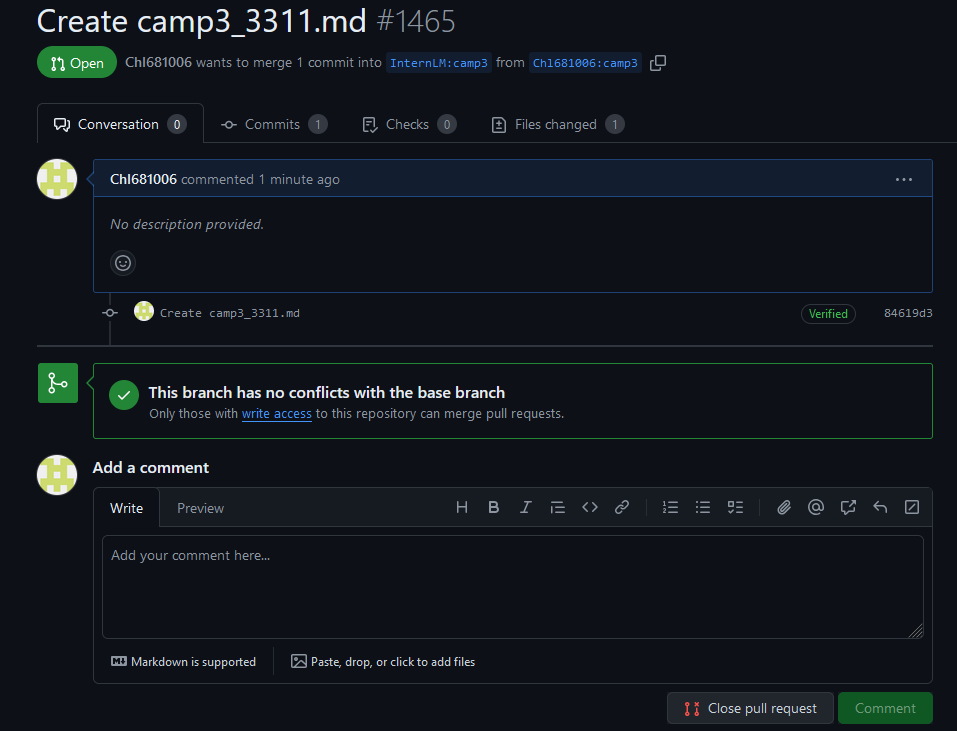 Create camp3_3311.md #1465
Open Chl681006 wants to merge 1 commit into InternLM:camp3 from Chl681006:camp3
Conversation 0 Commits 1 Checks 0 Files changed 1
Chl681006 commented 1 minute ago
No description provided.
Create camp3_3311.md Verified 84619d3
This branch has no conflicts with the base branch
Only those with write access to this repository can merge pull requests.
Add a comment
Write Preview
Add your comment here...
Markdown is supported Paste, drop, or click to add files
Close pull request Comment